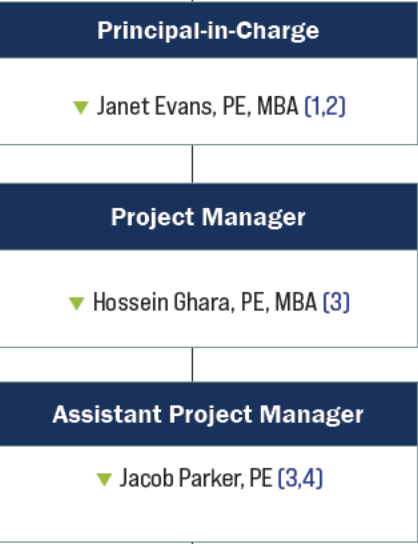 Principal-in-Charge
▼ Janet Evans, PE, MBA (1,2)
Project Manager
▼ Hossein Ghara, PE, MBA (3)
Assistant Project Manager
▼ Jacob Parker, PE (3,4)